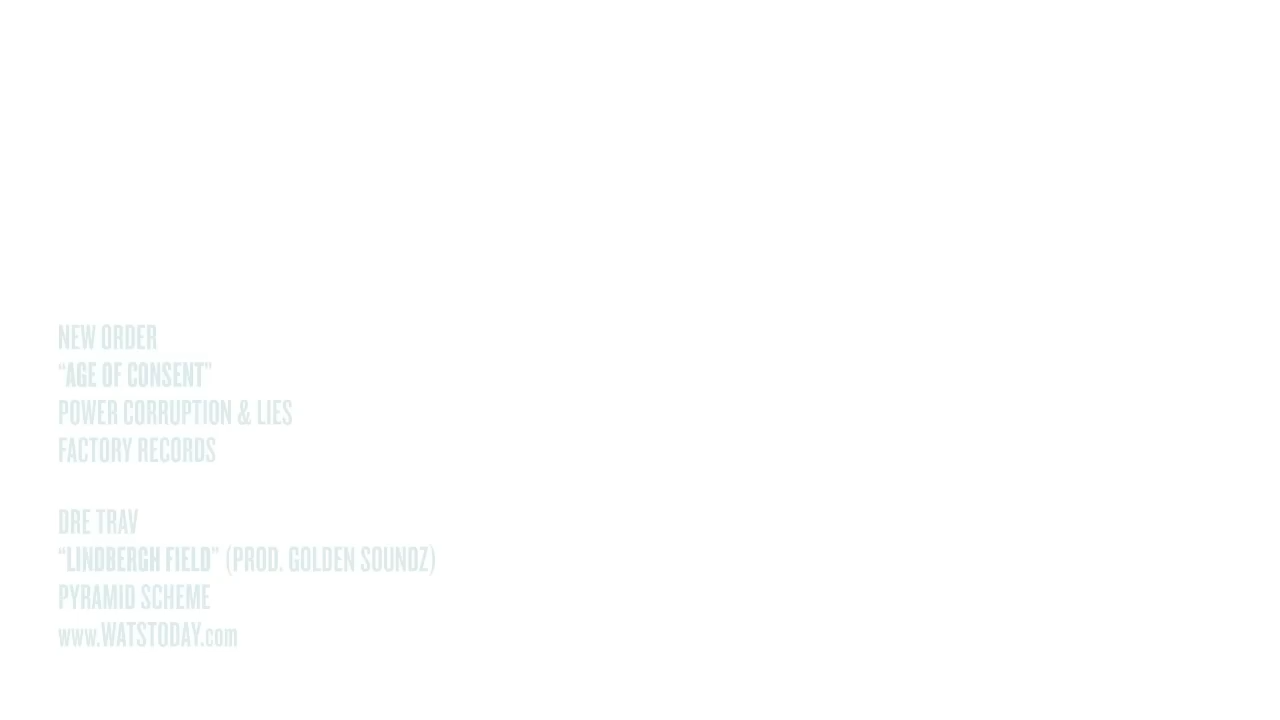 NEW ORDER
“AGE OF CONSENT”
POWER CORRUPTION & LIES
FACTORY RECORDS
DRE TRAV
“LINDBERGH FIELD” (PROD. GOLDEN SOUNDZ)
PYRAMID SCHEME
www.WATSTODAY.com